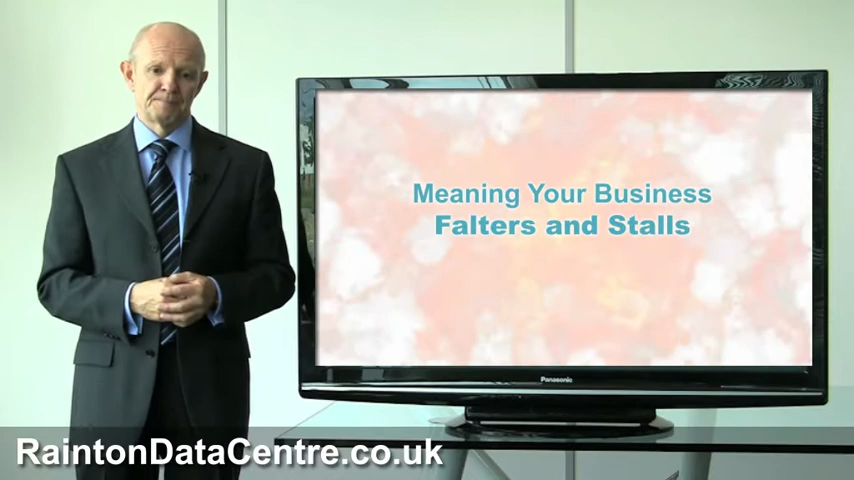 Meaning Your Business
Falters and Stalls
Panasonic
RaintonDataCentre.co.uk